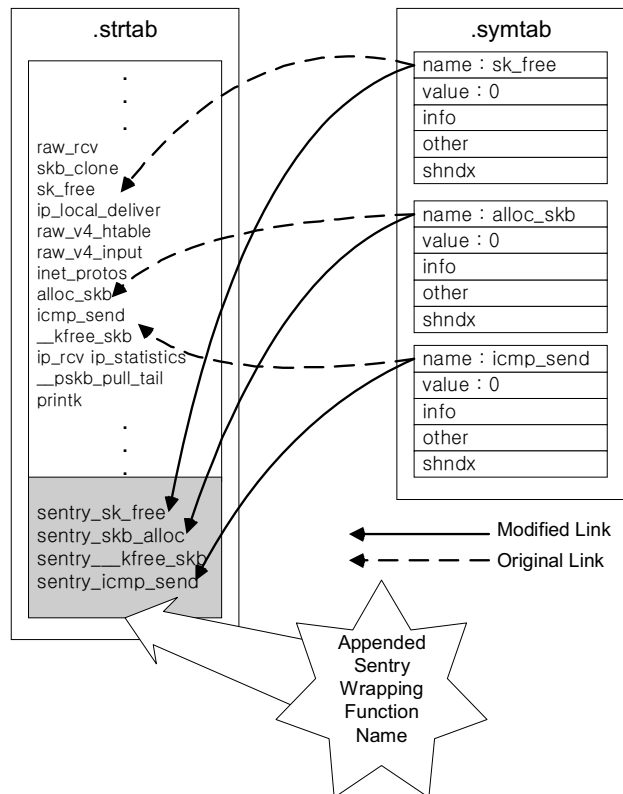 .strtab
.
.
.
raw_rcv
skb_clone
sk_free
ip_local_deliver
raw_v4_htable
raw_v4_input
inet_protos
alloc_skb
icmp_send
__kfree_skb
ip_rcv ip_statistics
__pskb_pull_tail
printk
.
.
.
sentry_sk_free
sentry_skb_alloc
sentry___kfree_skb
sentry_icmp_send
.symtab
name : sk_free
value : 0
info
other
shndx
name : alloc_skb
value : 0
info
other
shndx
name : icmp_send
value : 0
info
other
shndx
Modified Link
Original Link
Appended
Sentry
Wrapping
Function
Name